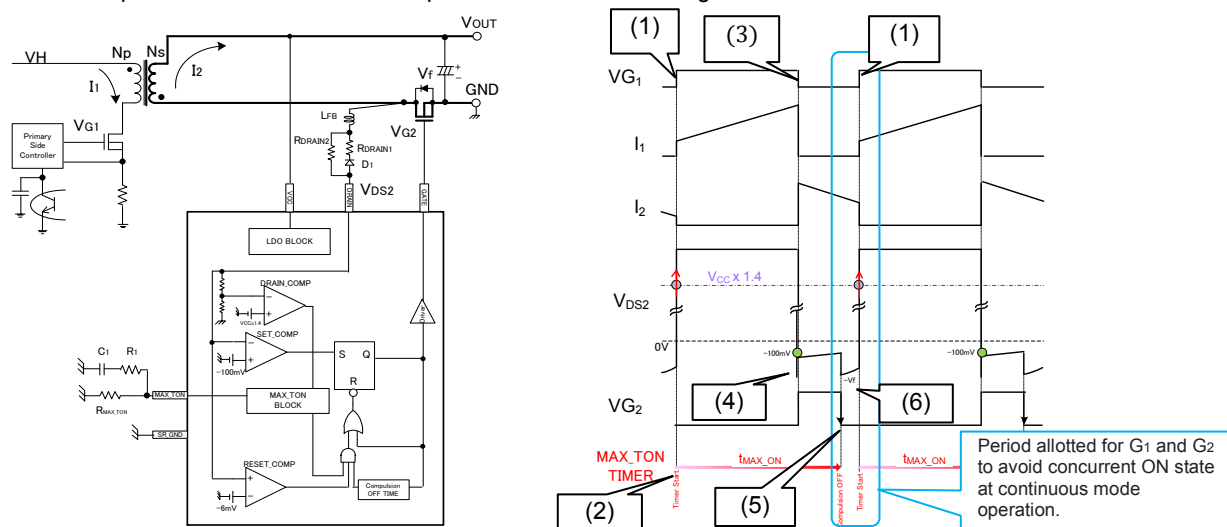 VOUT
Np
Ns
VH
I2
I1
Vf
GND
VG1
LFB
VG2
RDRAIN2
RDRAIN1
D1
Primary
Side
Controller
VDS2
VCC
DRAIN
GATE
LDO BLOCK
DRAIN_COMP
VCC×1.4
Driver
SET_COMP
-100mV
S
Q
R
C1
R1
RMAX_TON
MAX_TON
MAX_TON
BLOCK
SR_GND
RESET_COMP
-6mV
Compulsion
OFF TIME
(1)
(3)
(1)
VG1
I1
I2
VCC x 1.4
VDS2
0V
-100mV
-100mV
-Vf
(4)
(6)
VG2
MAX_TON
TIMER
tMAX_ON
tMAX_ON
Timer Start
Compulsion OFF
Timer Start
(2)
(5)
Period allotted for G1 and G2
to avoid concurrent ON state
at continuous mode
operation.